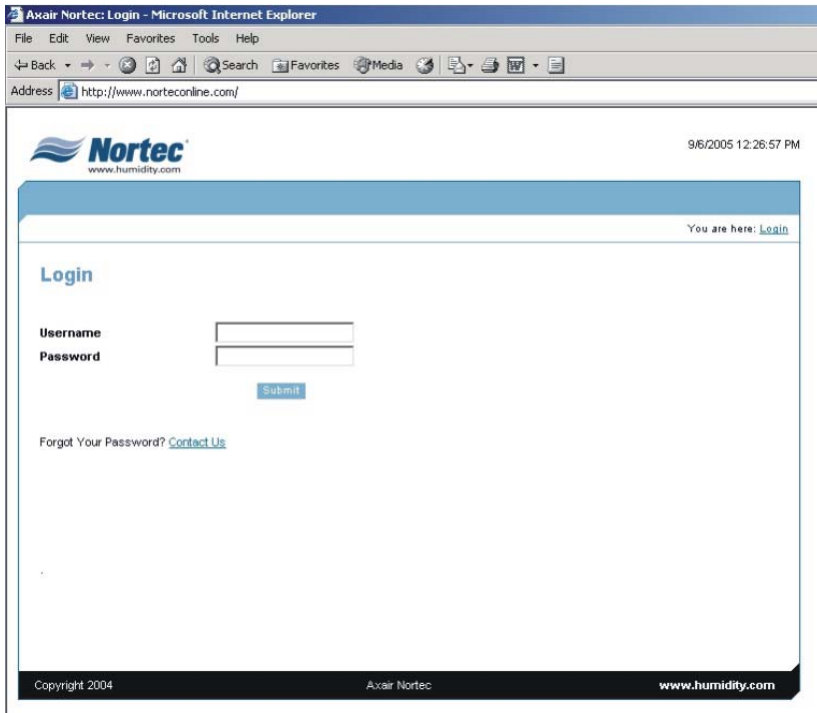 Axair Nortec: Login - Microsoft Internet Explorer
File Edit View Favorites Tools Help
Back Search Favorites Media
Address http://www.norteconline.com/
Nortec
www.humidity.com
9/6/2005 12:26:57 PM
You are here: Login
Login
Username
Password
Submit
Forgot Your Password? Contact Us
Copyright 2004 Axair Nortec www.humidity.com